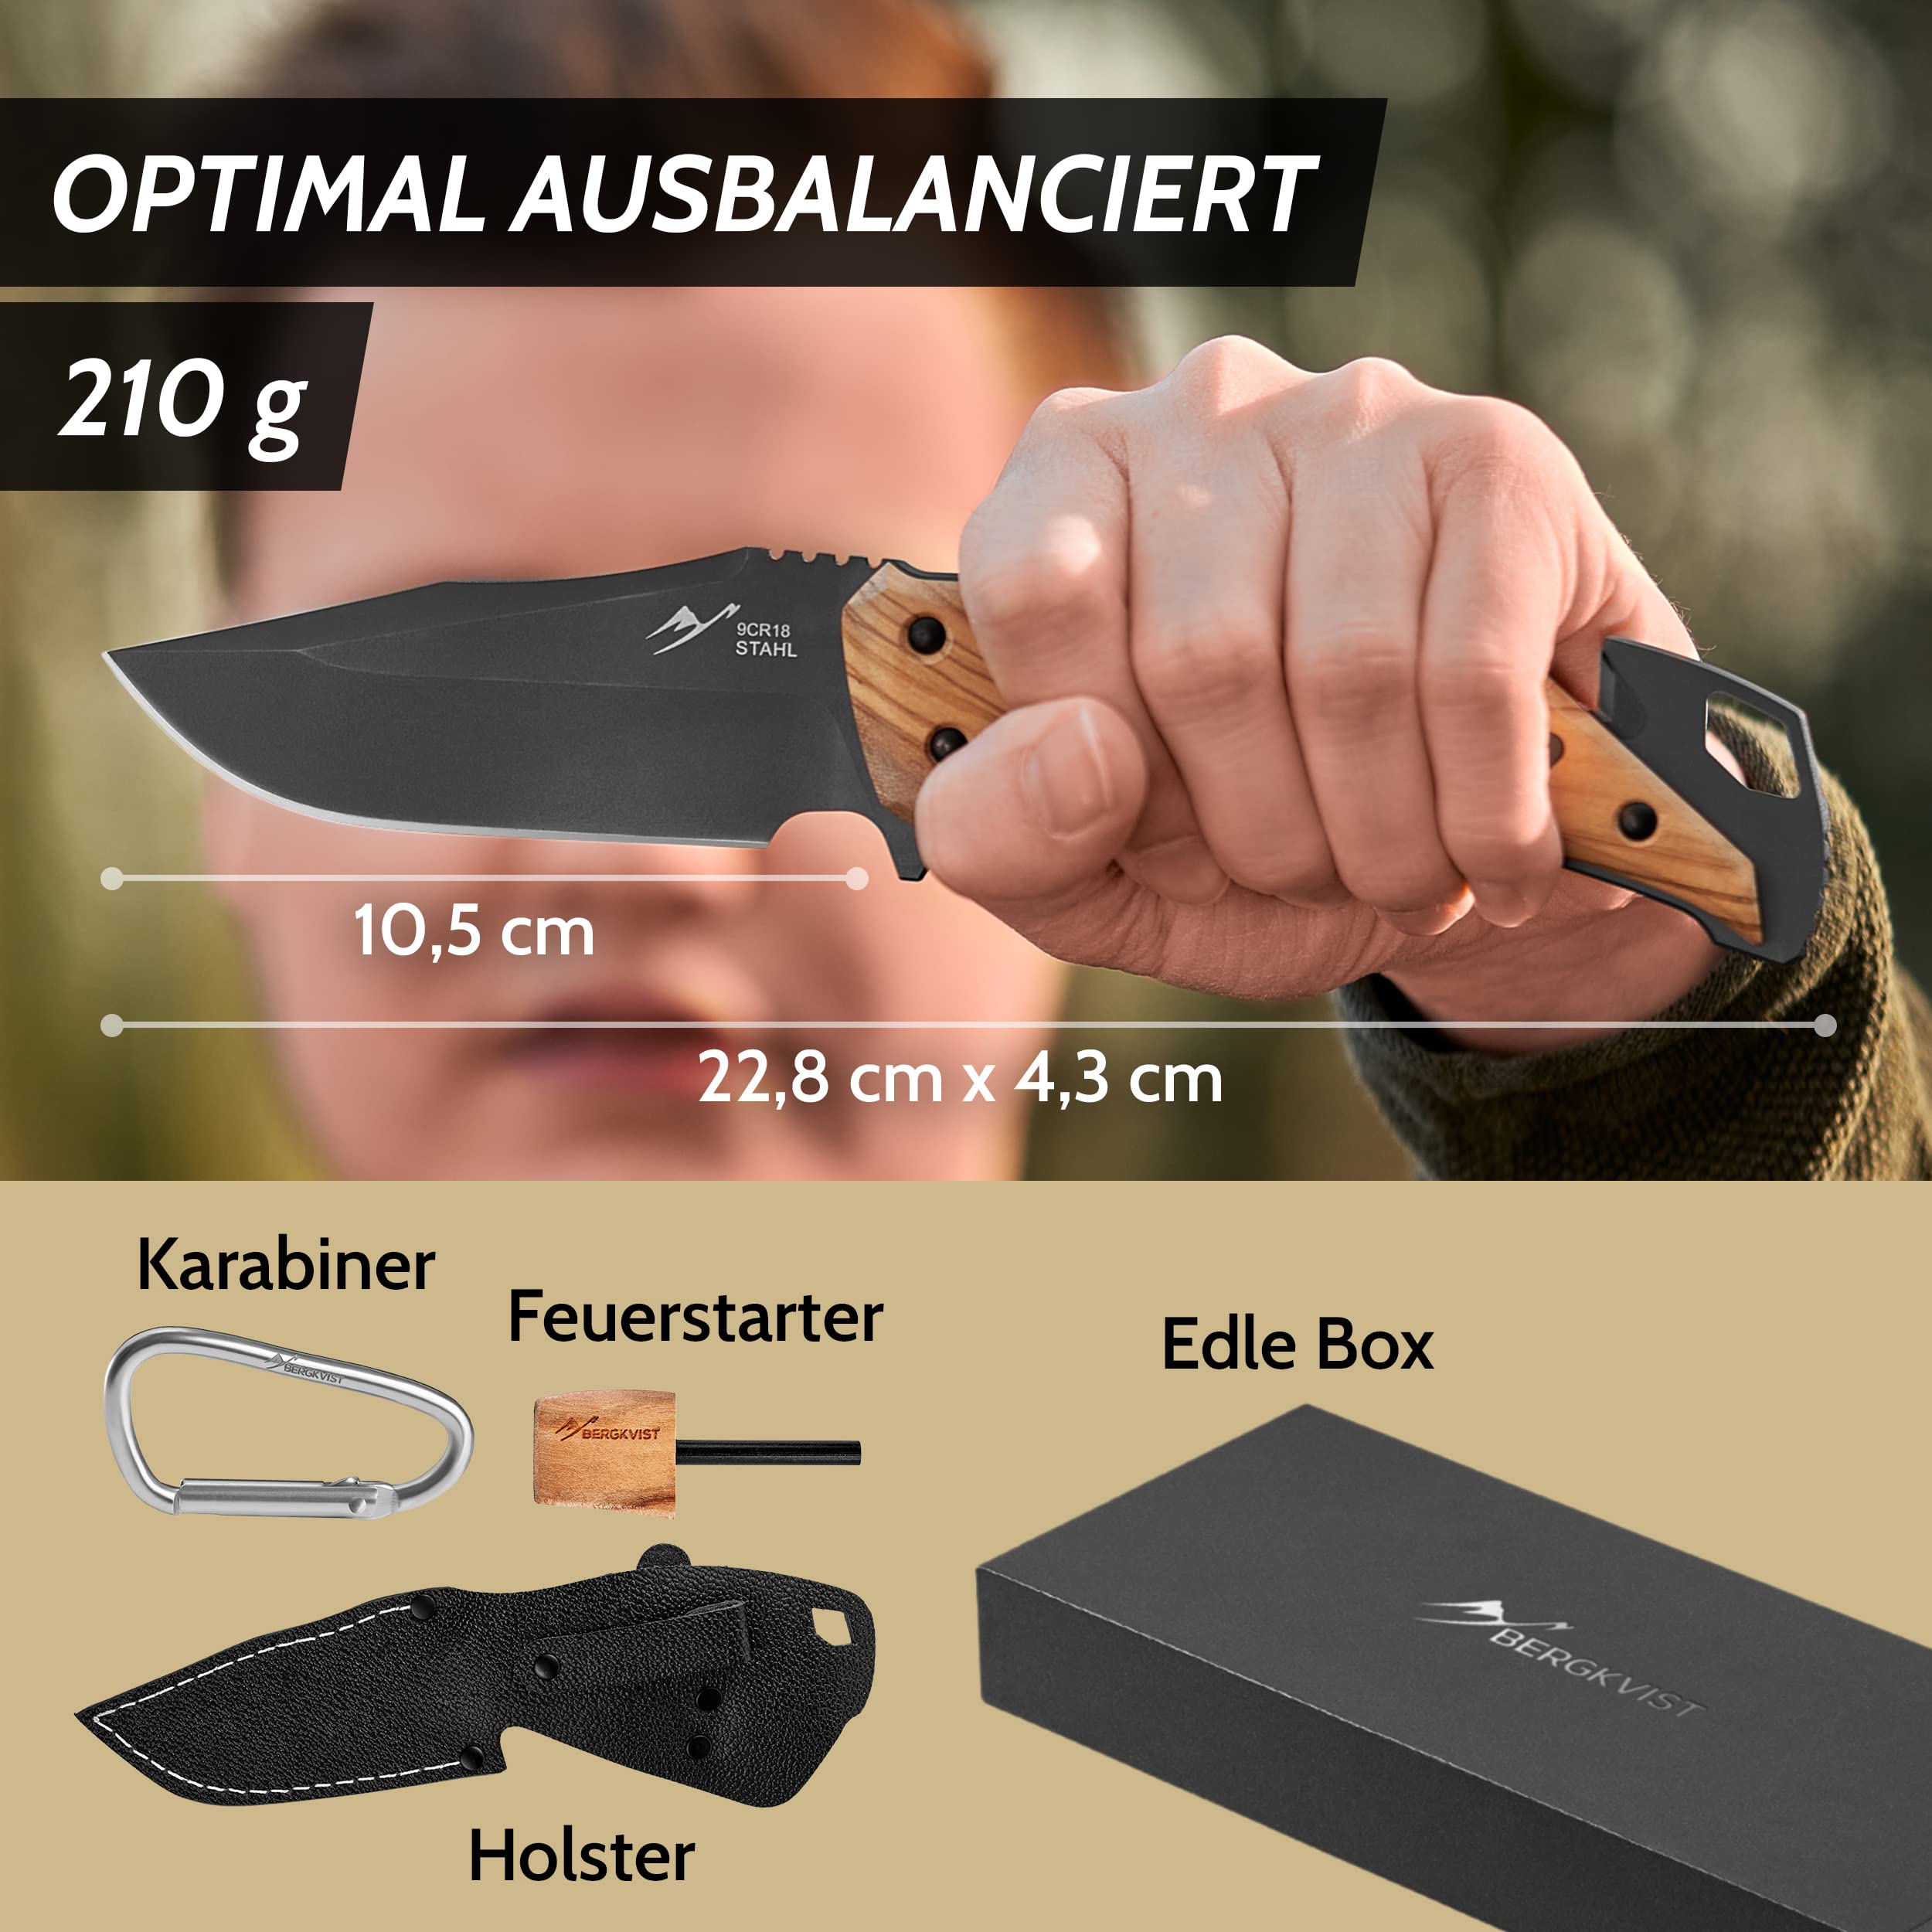 OPTIMAL AUSBALANCIERT
210 g
9CR18
STAHL
10,5 cm
22,8 cm x 4,3 cm
Karabiner
Feuerstarter
Edle Box
BERGKVIST
BERGKVIST
BERGKVIST
Holster